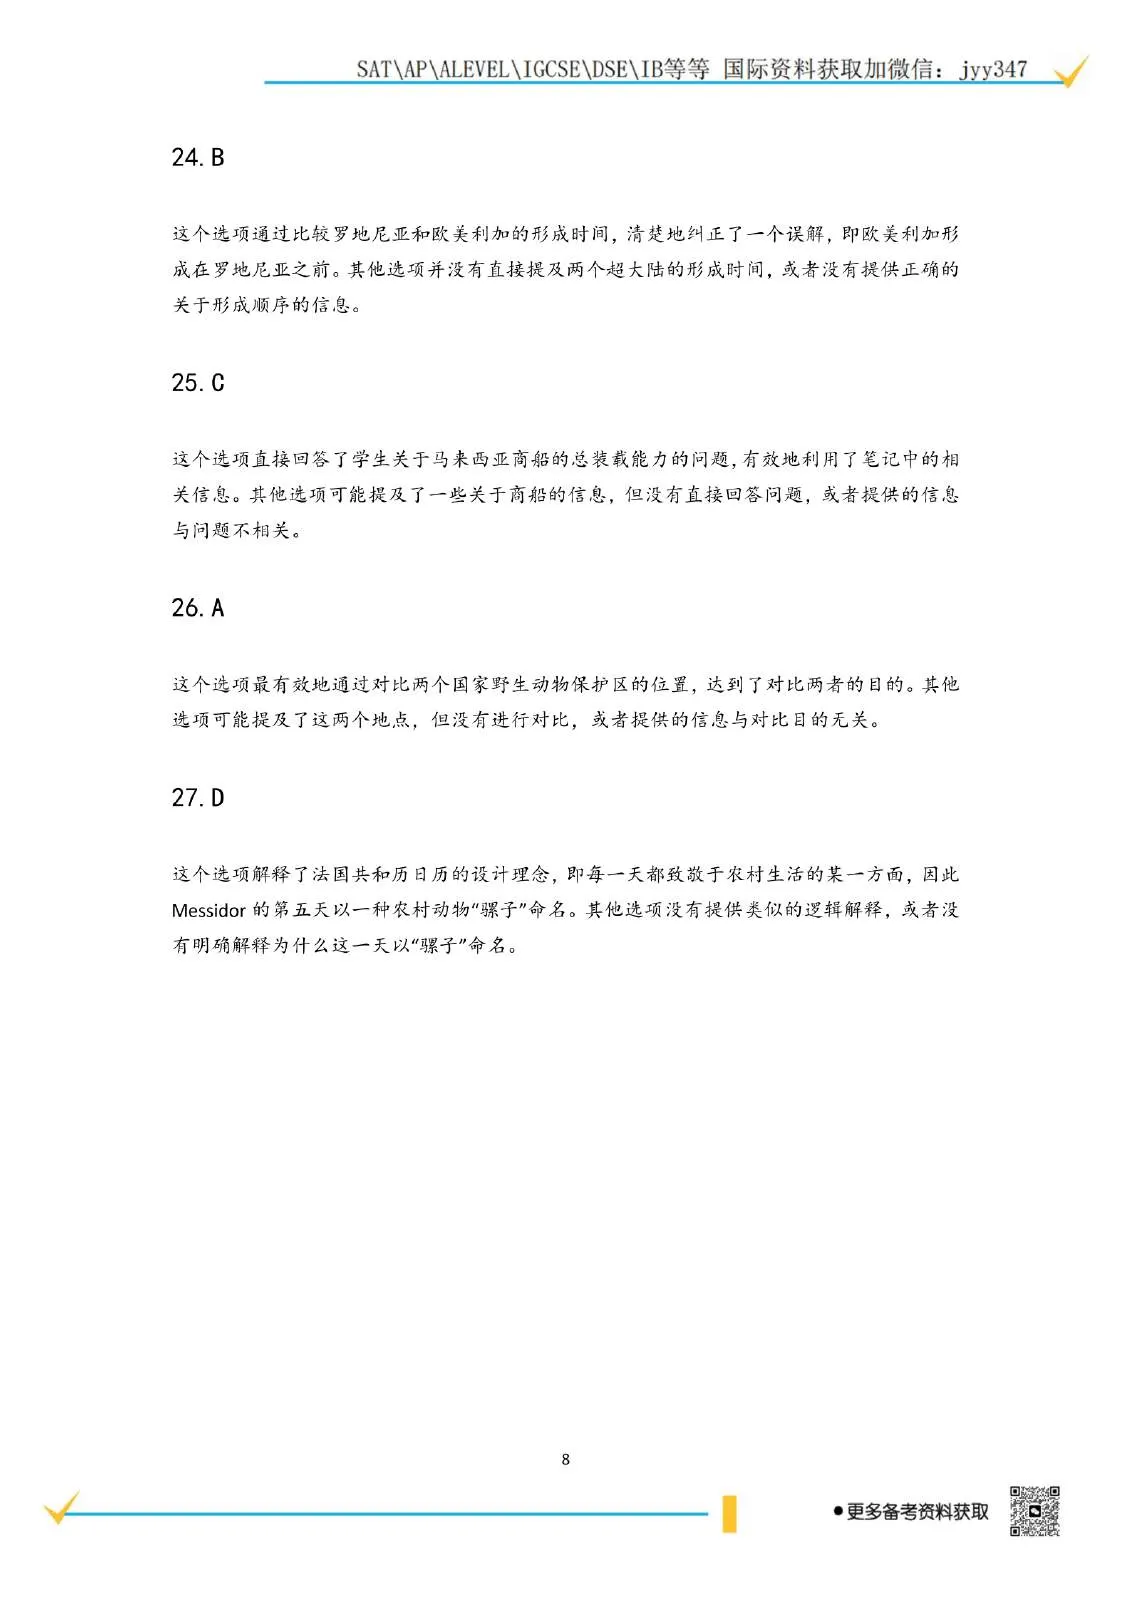 SAT\AP\ALEVEL\IGCSE\DSE\IB等等 国际资料获取加微信：jyy347
24. B
这个选项通过比较罗地尼亚和欧美利加的形成时间，清楚地纠正了一个误解，即欧美利加形
成在罗地尼亚之前。其他选项并没有直接提及两个超大陆的形成时间，或者没有提供正确的
关于形成顺序的信息。
25. C
这个选项直接回答了学生关于马来西亚商船的总装载能力的问题，有效地利用了笔记中的相
关信息。其他选项可能提及了一些关于商船的信息，但没有直接回答问题，或者提供的信息
与问题不相关。
26. A
这个选项最有效地通过对比两个国家野生动物保护区的位置，达到了对比两者的目的。其他
选项可能提及了这两个地点，但没有进行对比，或者提供的信息与对比目的无关。
27. D
这个选项解释了法国共和历日历的设计理念，即每一天都致敬于农村生活的某一方面，因此
Messidor 的第五天以一种农村动物“骡子”命名。其他选项没有提供类似的逻辑解释，或者没
有明确解释为什么这一天以“骡子”命名。
8
●更多备考资料获取